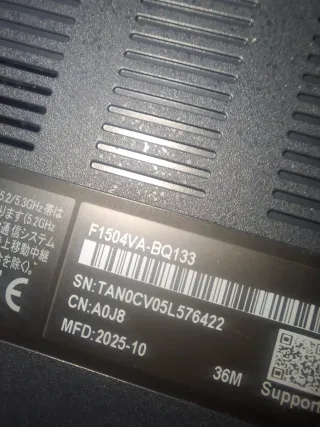 5.2/5.3GHz帯は
ります(5.2GHz
通信システム
上移動中継
を除く)。
CE
F1504VA-BQ133
SN:TAN0CV05L576422
CN:A0J8
MFD:2025-10
36M
Support